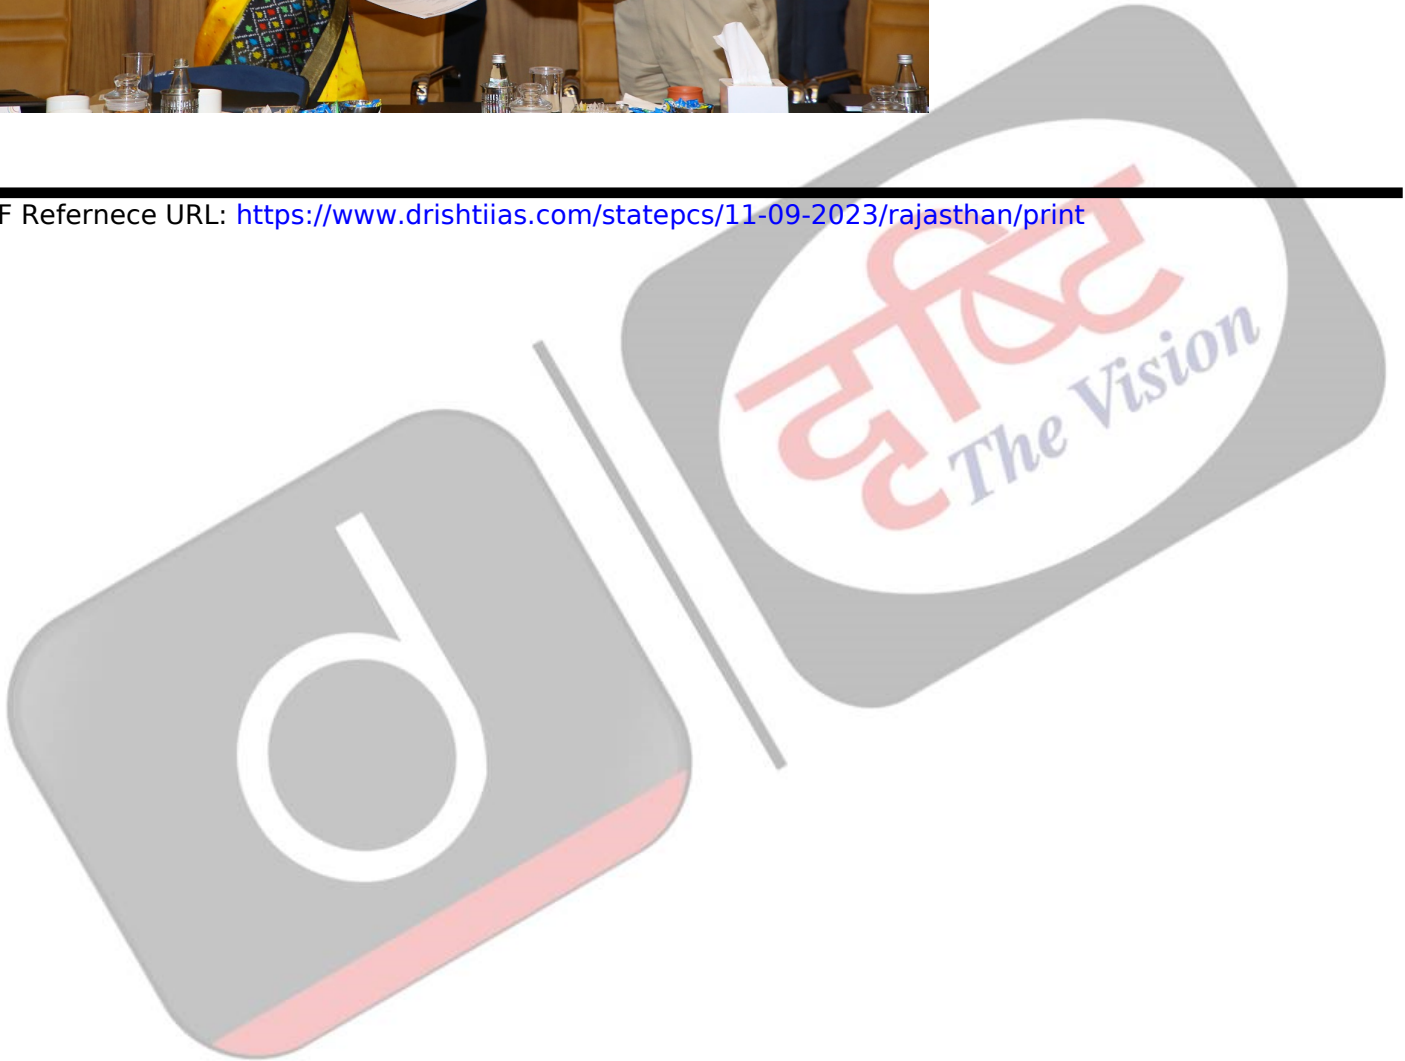 F Refernece URL: https://www.drishtiias.com/statepcs/11-09-2023/rajasthan/print
दृष्टि
The Vision
d